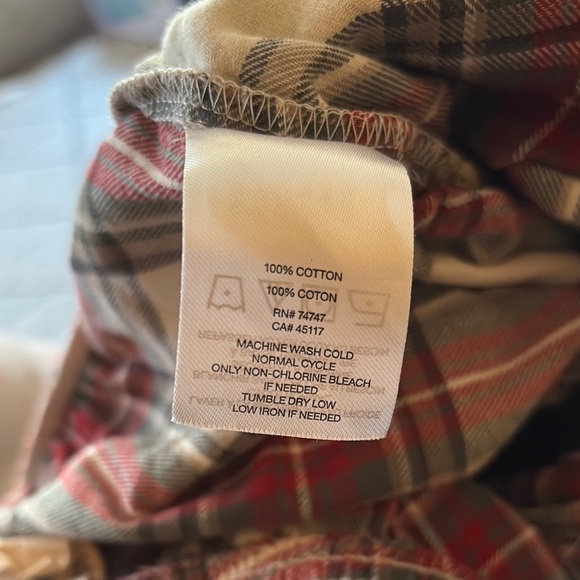 100% COTTON
100% COTON
RN# 74747
CA# 45117
MACHINE WASH COLD
NORMAL CYCLE
ONLY NON-CHLORINE BLEACH
IF NEEDED
TUMBLE DRY LOW
LOW IRON IF NEEDED